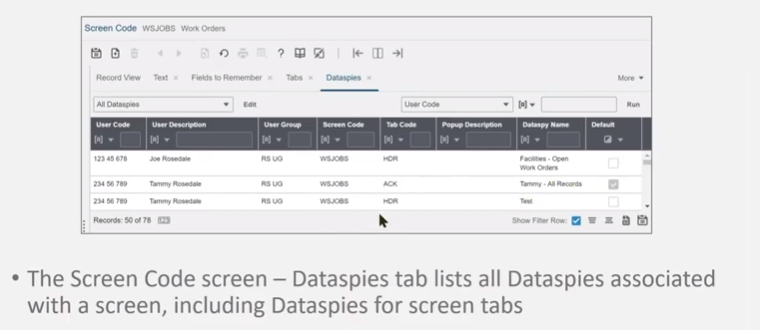 Screen Code WSJOBS Work Orders
Record View Text × Fields to Remember × Tabs × Dataspies × More
All Dataspies Edit User Code Run
User Code User Description User Group Screen Code Tab Code Popup Description Dataspy Name Default
123 45 678 Joe Rosedale RS UG WSJOBS HDR Facilities - Open
Work Orders
234 56 789 Tammy Rosedale RS UG WSJOBS ACK Tammy - All Records
234 56 789 Tammy Rosedale RS UG WSJOBS HDR Test
Records: 50 of 78 123 Show Filter Row:
• The Screen Code screen – Dataspies tab lists all Dataspies associated
with a screen, including Dataspies for screen tabs